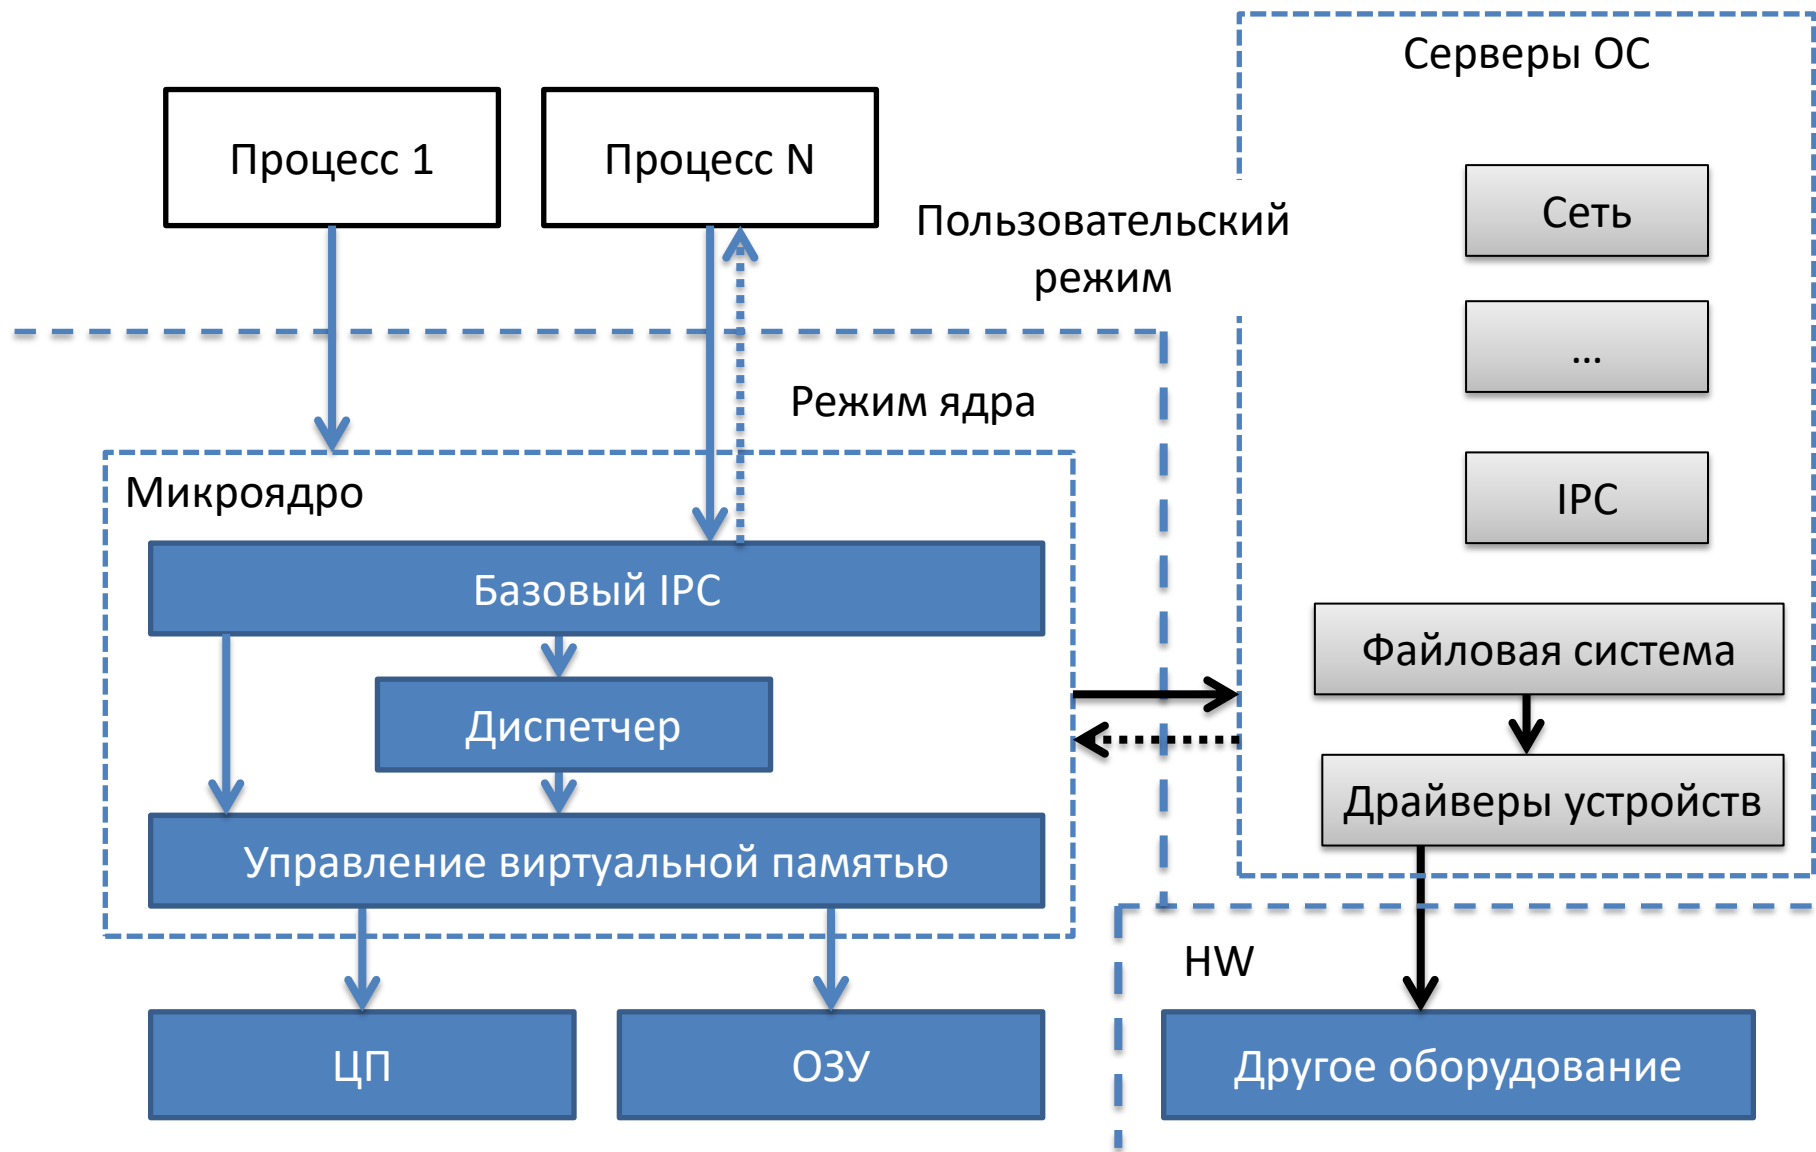 Серверы ОС
Процесс 1
Процесс N
Сеть
Пользовательский
режим
...
Режим ядра
Микроядро
IPC
Базовый IPC
Файловая система
Диспетчер
Драйверы устройств
Управление виртуальной памятью
HW
ЦП
ОЗУ
Другое оборудование